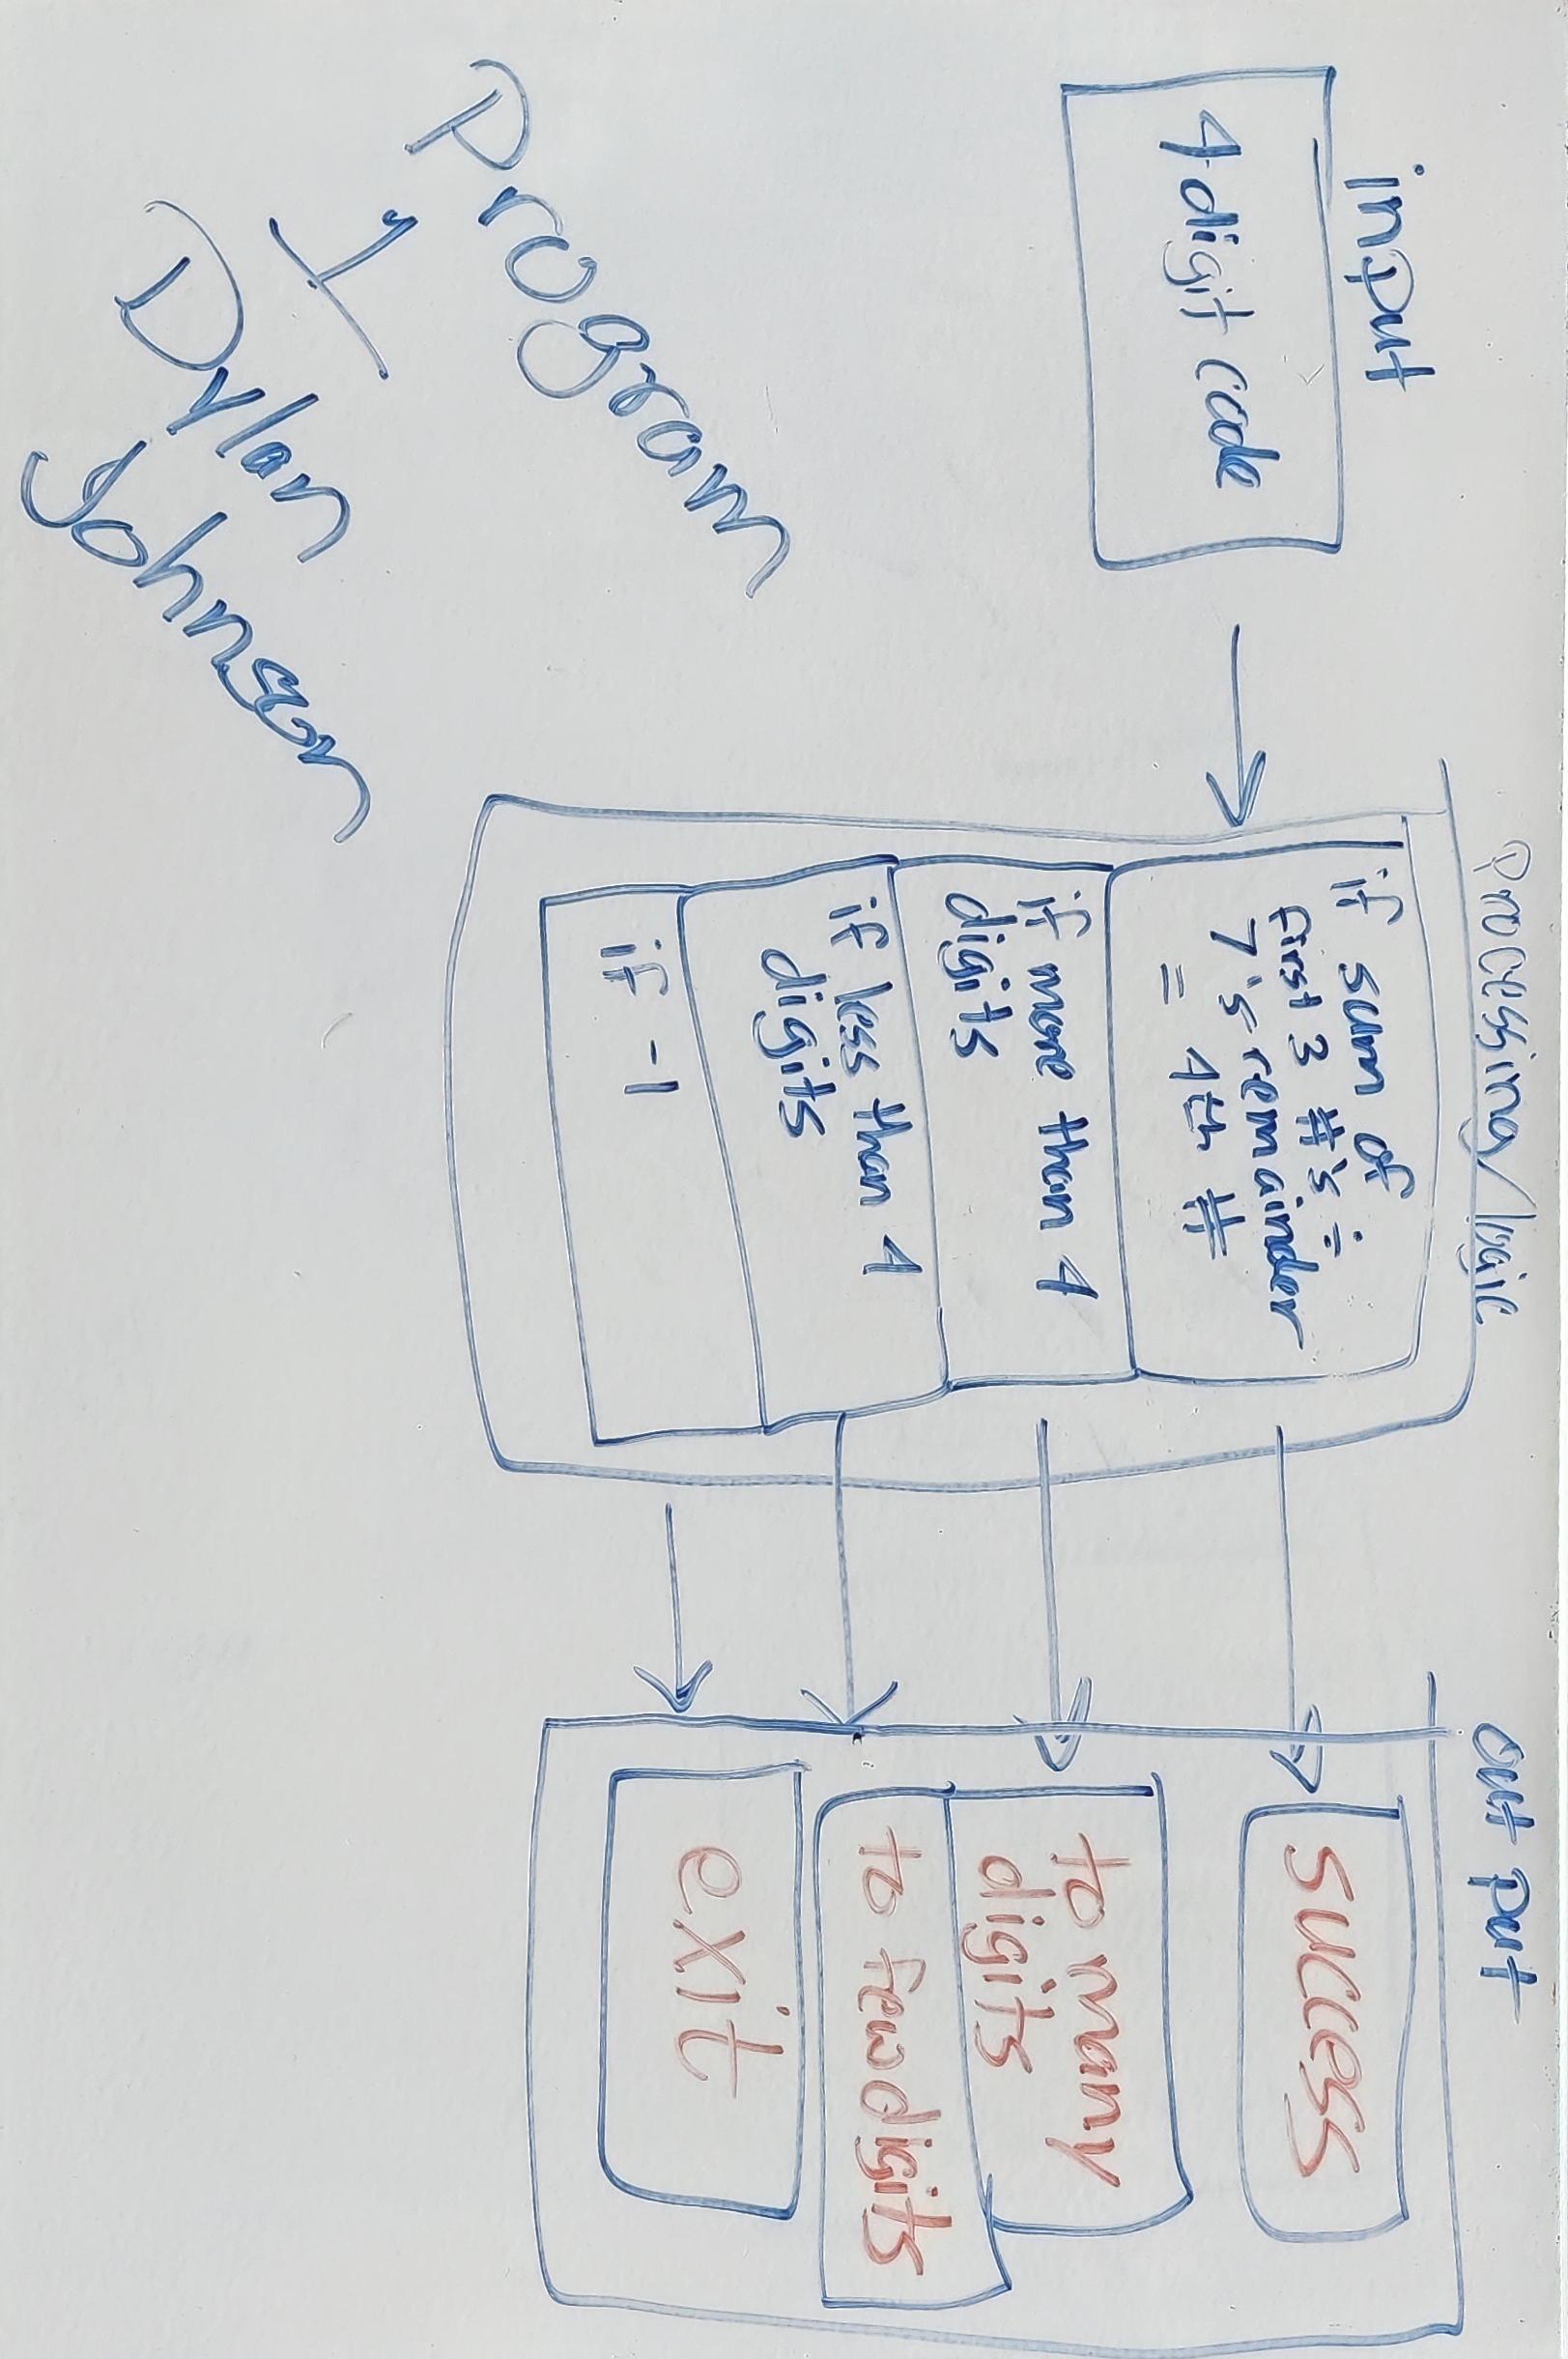 input
4 digit code
Processing/logic
if sum of
first 3 #'s ÷
7's remainder
= 4th #
if more than 4
digits
if less than 4
digits
if -1
out put
success
to many
digits
to few digits
exit
Program
1
Dylan
Johnson